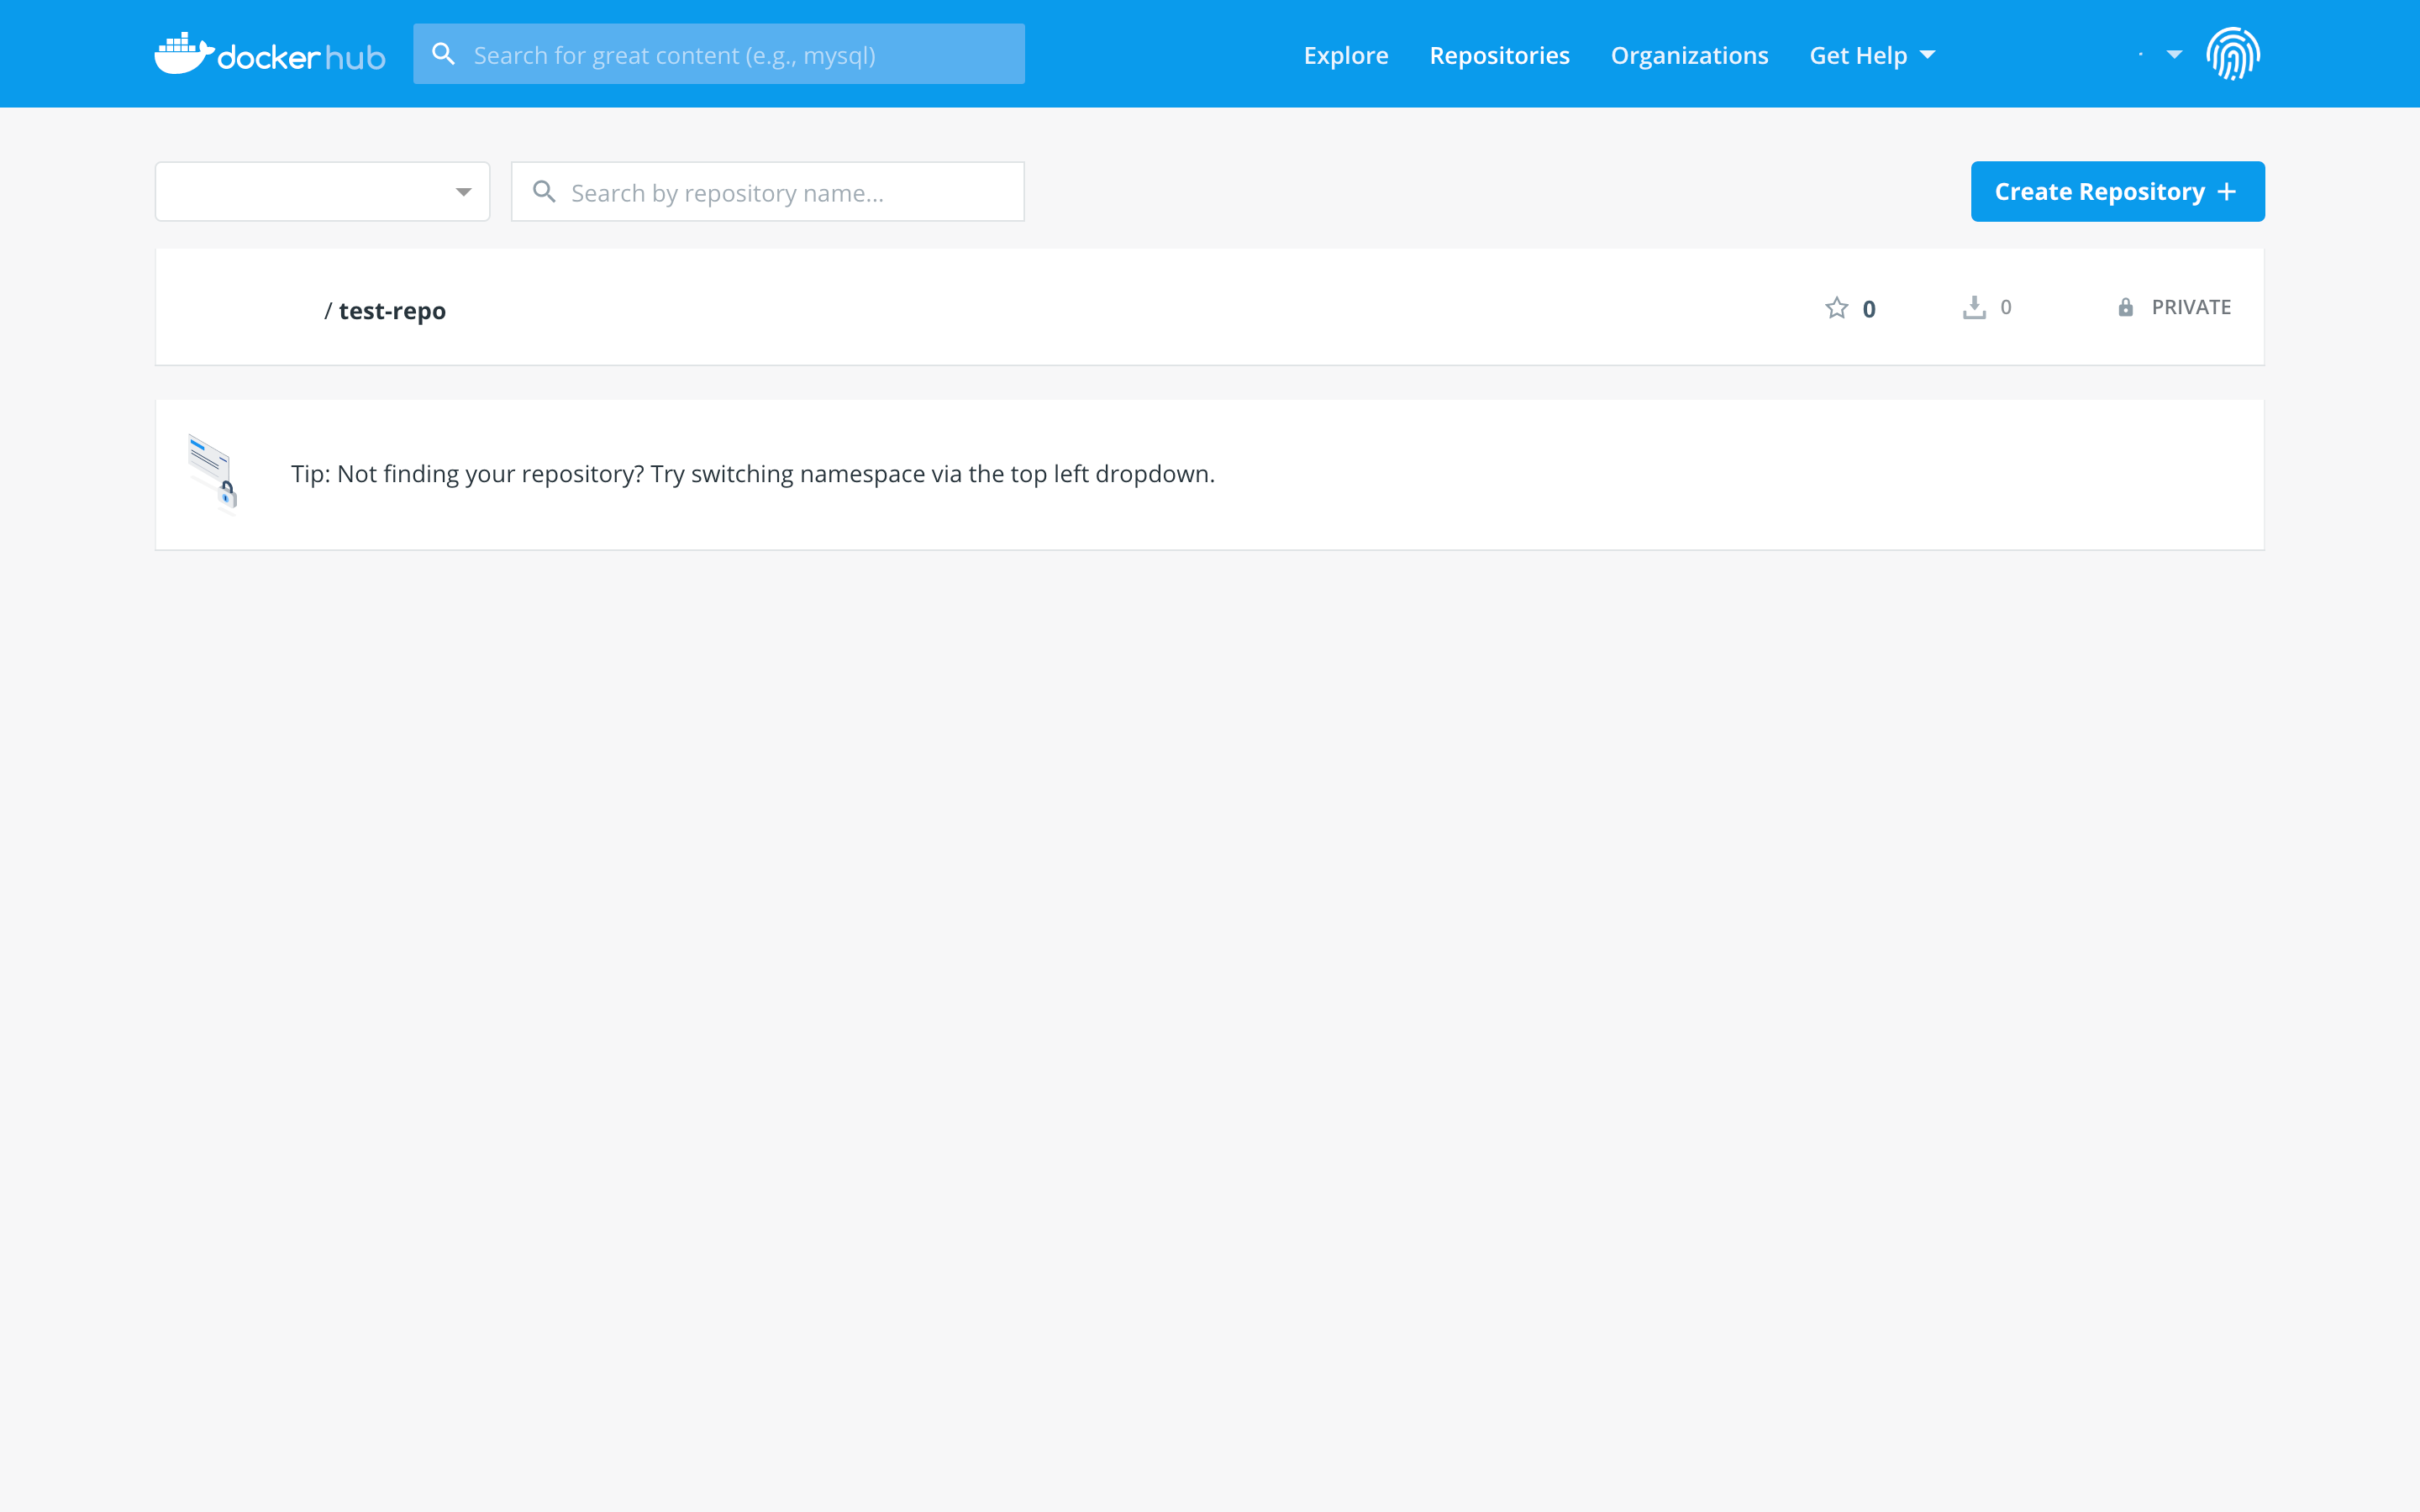 docker hub
Search for great content (e.g., mysql)
Explore
Repositories
Organizations
Get Help
Search by repository name...
Create Repository +
/ test-repo
0
0
PRIVATE
Tip: Not finding your repository? Try switching namespace via the top left dropdown.